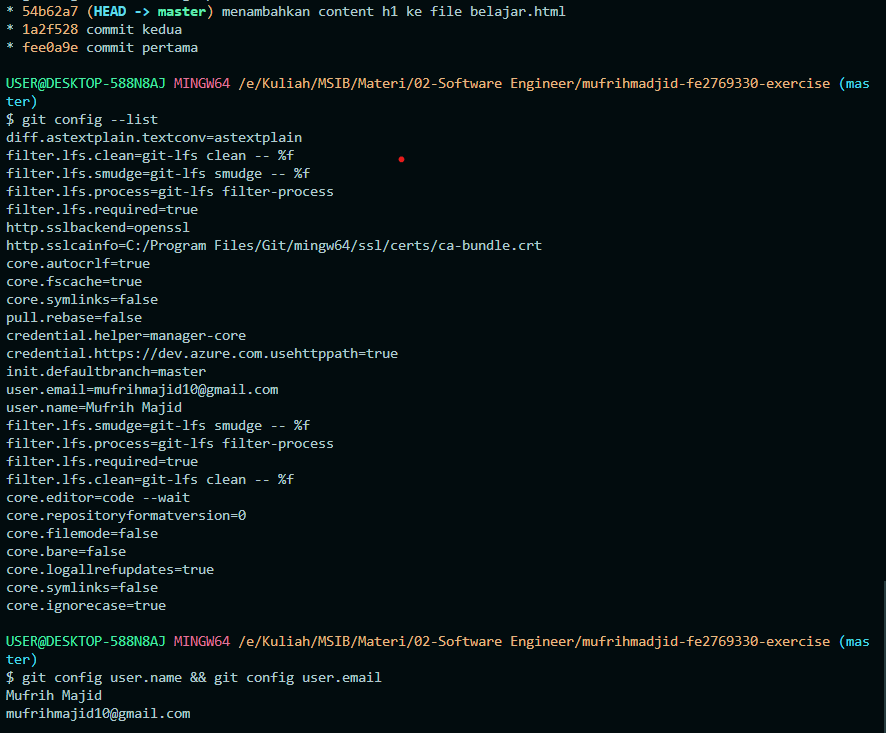 * 54b62a7 (HEAD -> master) menambahkan content h1 ke file belajar.html
* 1a2f528 commit kedua
* fee0a9e commit pertama
USER@DESKTOP-588N8AJ MINGW64 /e/Kuliah/MSIB/Materi/02-Software Engineer/mufrihmadjid-fe2769330-exercise (mas
ter)
$ git config --list
diff.astextplain.textconv=astextplain
filter.lfs.clean=git-lfs clean -- %f
filter.lfs.smudge=git-lfs smudge -- %f
filter.lfs.process=git-lfs filter-process
filter.lfs.required=true
http.sslbackend=openssl
http.sslcainfo=C:/Program Files/Git/mingw64/ssl/certs/ca-bundle.crt
core.autocrlf=true
core.fscache=true
core.symlinks=false
pull.rebase=false
credential.helper=manager-core
credential.https://dev.azure.com.usehttppath=true
init.defaultbranch=master
user.email=mufrihmajid10@gmail.com
user.name=Mufrih Majid
filter.lfs.smudge=git-lfs smudge -- %f
filter.lfs.process=git-lfs filter-process
filter.lfs.required=true
filter.lfs.clean=git-lfs clean -- %f
core.editor=code --wait
core.repositoryformatversion=0
core.filemode=false
core.bare=false
core.logallrefupdates=true
core.symlinks=false
core.ignorecase=true
USER@DESKTOP-588N8AJ MINGW64 /e/Kuliah/MSIB/Materi/02-Software Engineer/mufrihmadjid-fe2769330-exercise (mas
ter)
$ git config user.name && git config user.email
Mufrih Majid
mufrihmajid10@gmail.com